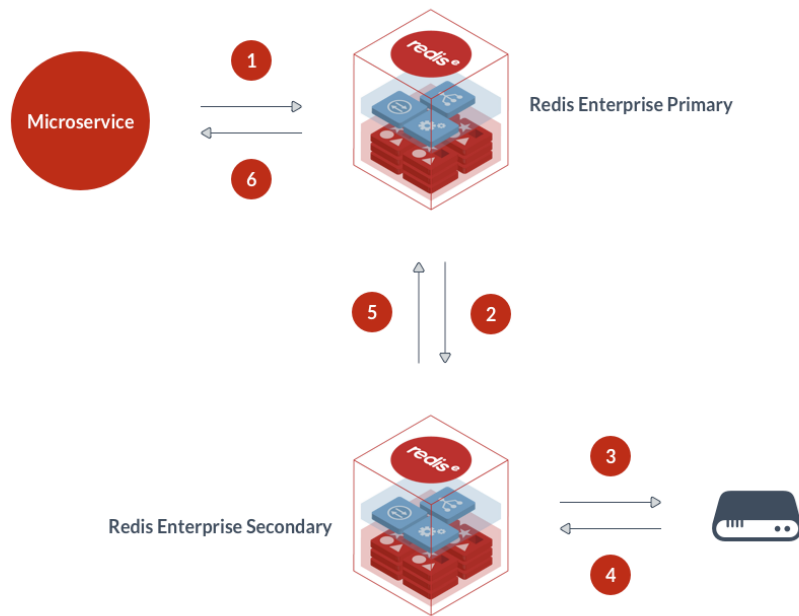 1
redis e
Microservice
Redis Enterprise Primary
6
5
2
redis e
3
Redis Enterprise Secondary
4